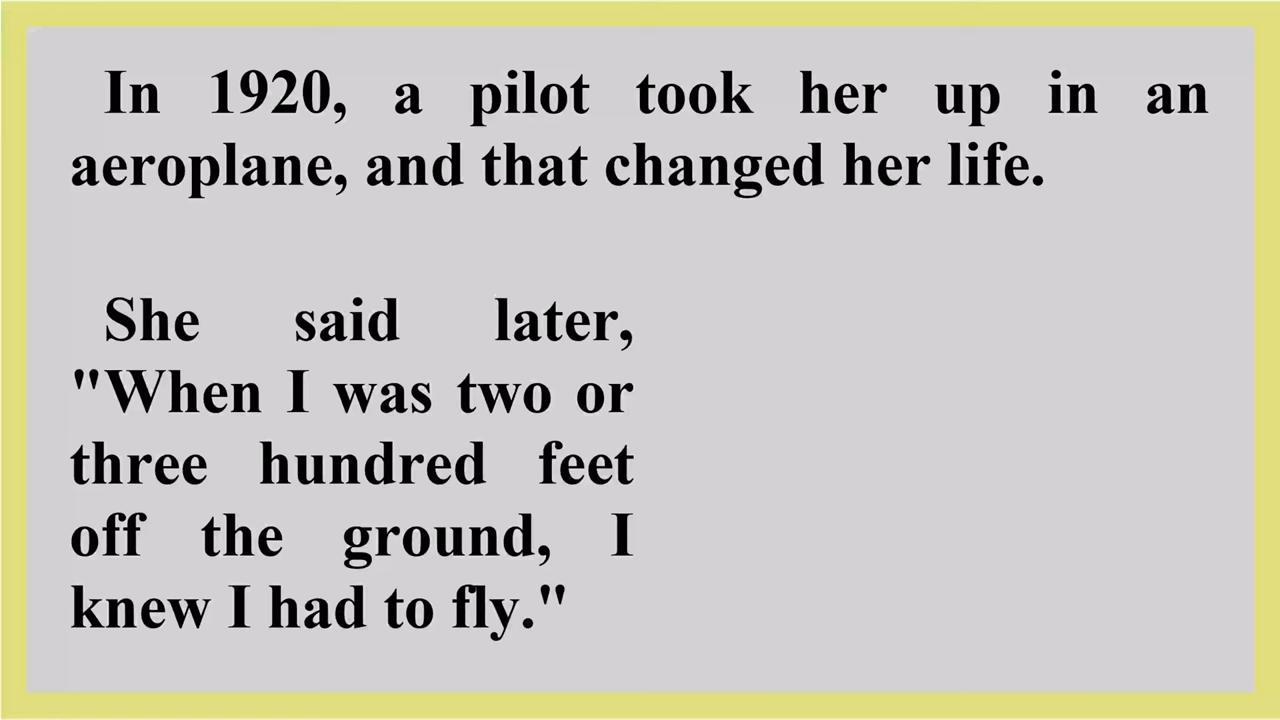 In 1920, a pilot took her up in an
aeroplane, and that changed her life.
She said later,
"When I was two or
three hundred feet
off the ground, I
knew I had to fly."